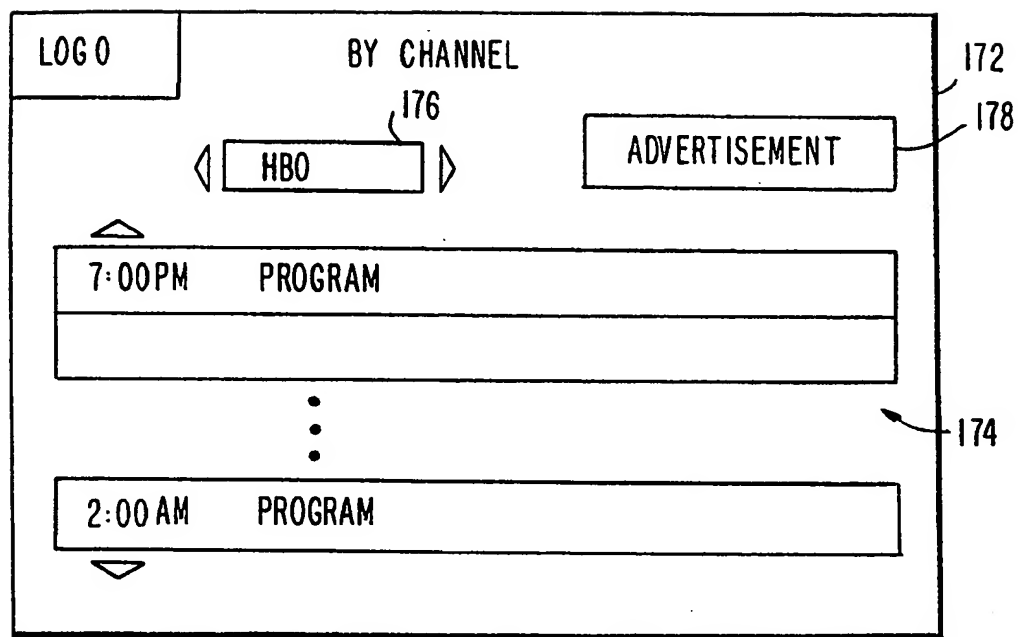 LOGO
BY CHANNEL
172
176
178
HBO
ADVERTISEMENT
7:00PM PROGRAM
174
2:00AM PROGRAM